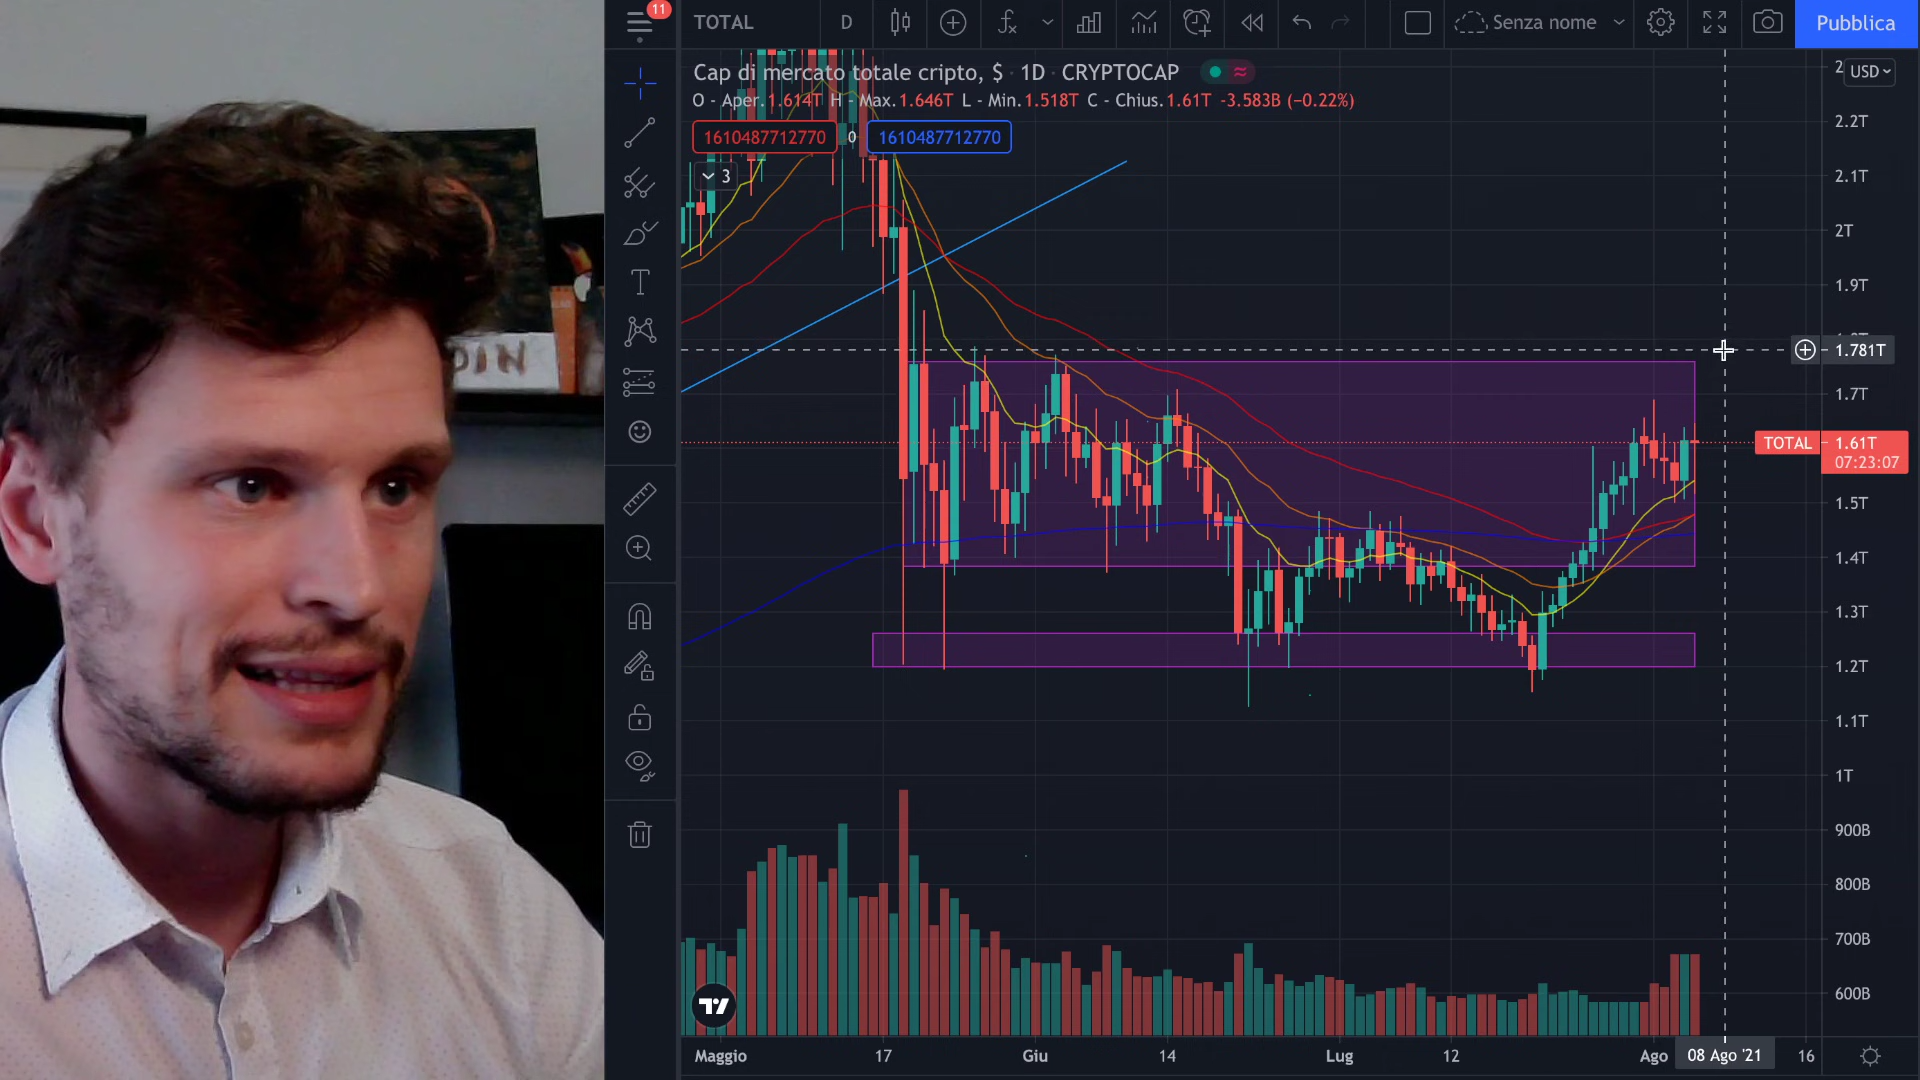 11
TOTAL
D
Senza nome
Pubblica
Cap di mercato totale cripto, $ · 1D · CRYPTOCAP
O - Aper.1.614T H - Max.1.646T L - Min.1.518T C - Chius.1.61T -3.583B (−0.22%)
1610487712770 0 1610487712770
3
USD
2.2T
2.1T
2T
1.9T
1.781T
1.7T
TOTAL 1.61T
07:23:07
1.5T
1.4T
1.3T
1.2T
1.1T
1T
900B
800B
700B
600B
Maggio 17 Giu 14 Lug 12 Ago 08 Ago '21 16